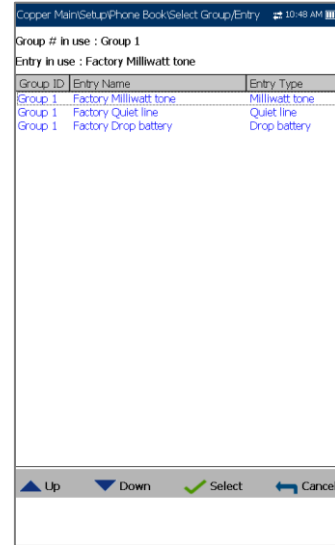 Copper Main\Setup\Phone Book\Select Group/Entry 10:48 AM
Group # in use : Group 1
Entry in use : Factory Milliwatt tone
Group ID Entry Name Entry Type
Group 1 Factory Milliwatt tone Milliwatt tone
Group 1 Factory Quiet line Quiet line
Group 1 Factory Drop battery Drop battery
Up Down Select Cancel